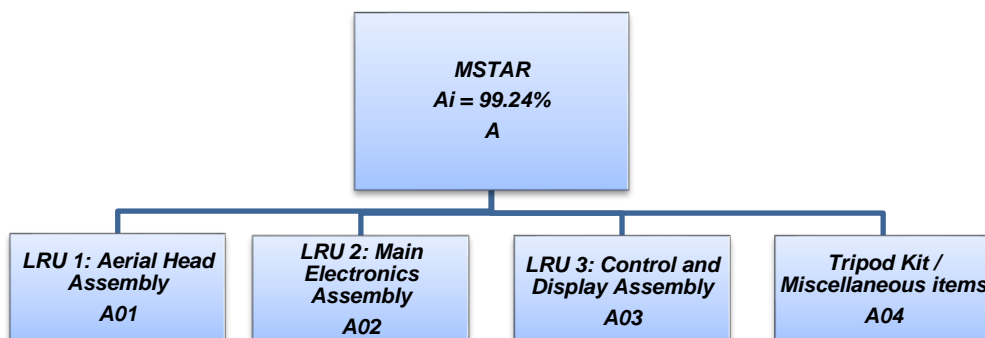 MSTAR
Ai = 99.24%
A
LRU 1: Aerial Head
Assembly
A01
LRU 2: Main
Electronics
Assembly
A02
LRU 3: Control and
Display Assembly
A03
Tripod Kit /
Miscellaneous items
A04